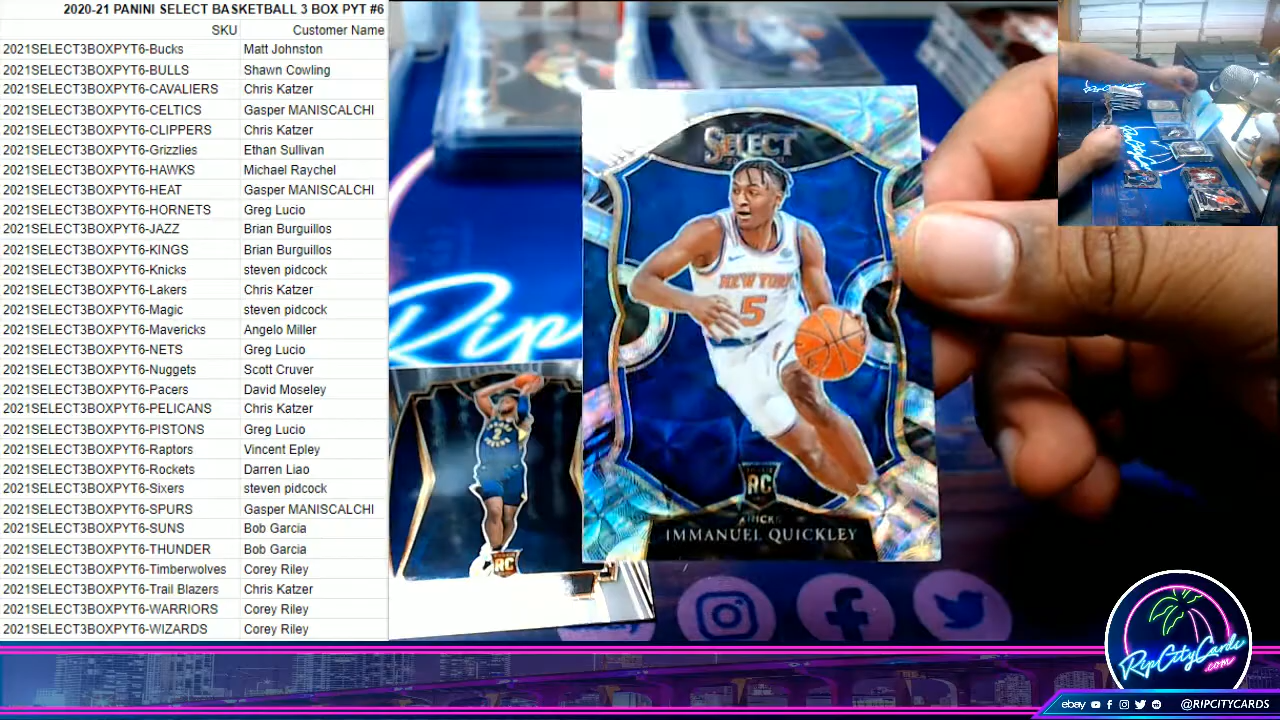 2020-21 PANINI SELECT BASKETBALL 3 BOX PYT #6
SKU Customer Name
2021SELECT3BOXPYT6-Bucks Matt Johnston
2021SELECT3BOXPYT6-BULLS Shawn Cowling
2021SELECT3BOXPYT6-CAVALIERS Chris Katzer
2021SELECT3BOXPYT6-CELTICS Gasper MANISCALCHI
2021SELECT3BOXPYT6-CLIPPERS Chris Katzer
2021SELECT3BOXPYT6-Grizzlies Ethan Sullivan
2021SELECT3BOXPYT6-HAWKS Michael Raychel
2021SELECT3BOXPYT6-HEAT Gasper MANISCALCHI
2021SELECT3BOXPYT6-HORNETS Greg Lucio
2021SELECT3BOXPYT6-JAZZ Brian Burguillos
2021SELECT3BOXPYT6-KINGS Brian Burguillos
2021SELECT3BOXPYT6-Knicks steven pidcock
2021SELECT3BOXPYT6-Lakers Chris Katzer
2021SELECT3BOXPYT6-Magic steven pidcock
2021SELECT3BOXPYT6-Mavericks Angelo Miller
2021SELECT3BOXPYT6-NETS Greg Lucio
2021SELECT3BOXPYT6-Nuggets Scott Cruver
2021SELECT3BOXPYT6-Pacers David Moseley
2021SELECT3BOXPYT6-PELICANS Chris Katzer
2021SELECT3BOXPYT6-PISTONS Greg Lucio
2021SELECT3BOXPYT6-Raptors Vincent Epley
2021SELECT3BOXPYT6-Rockets Darren Liao
2021SELECT3BOXPYT6-Sixers steven pidcock
2021SELECT3BOXPYT6-SPURS Gasper MANISCALCHI
2021SELECT3BOXPYT6-SUNS Bob Garcia
2021SELECT3BOXPYT6-THUNDER Bob Garcia
2021SELECT3BOXPYT6-Timberwolves Corey Riley
2021SELECT3BOXPYT6-Trail Blazers Chris Katzer
2021SELECT3BOXPYT6-WARRIORS Corey Riley
2021SELECT3BOXPYT6-WIZARDS Corey Riley
SELECT
NEW YORK
5
RC
KNICKS
IMMANUEL QUICKLEY
Rip
2
RC
ebay
RipCityCards
.com
ebay @RIPCITYCARDS